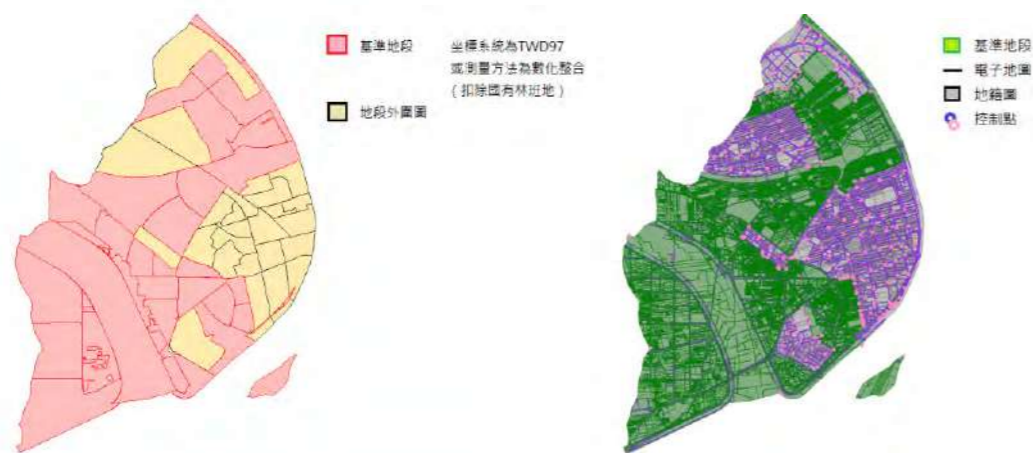 基準地段
坐標系統為TWD97
或測量方法為數化整合
(扣除國有林班地)
地段外圍圖
基準地段
電子地圖
地籍圖
控制點